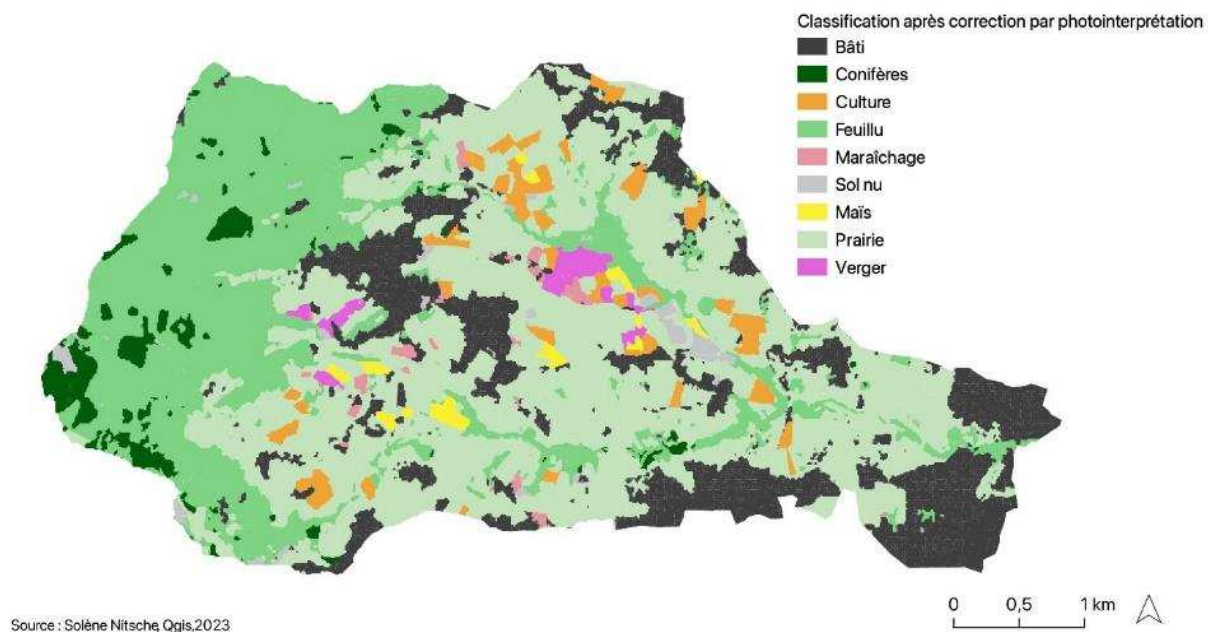 Classification après correction par photointerprétation
Bâti
Conifères
Culture
Feuillu
Maraîchage
Sol nu
Maïs
Prairie
Verger
Source : Solène Nitsche, Qgis,2023
0 0,5 1 km